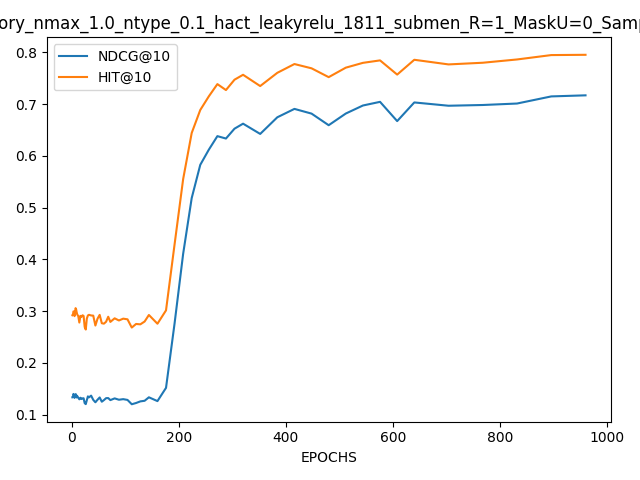 ory_nmax_1.0_ntype_0.1_hact_leakyrelu_1811_submen_R=1_MaskU=0_Samp
NDCG@10
HIT@10
0.8
0.7
0.6
0.5
0.4
0.3
0.2
0.1
0 200 400 600 800 1000
EPOCHS